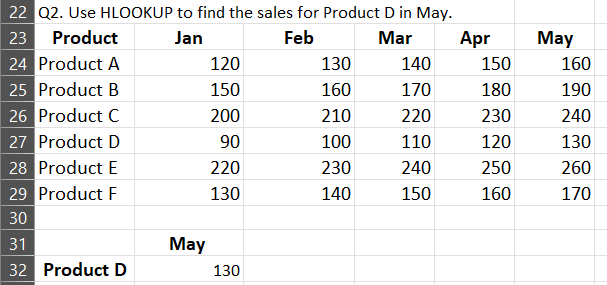 22 Q2. Use HLOOKUP to find the sales for Product D in May.
23 Product Jan Feb Mar Apr May
24 Product A 120 130 140 150 160
25 Product B 150 160 170 180 190
26 Product C 200 210 220 230 240
27 Product D 90 100 110 120 130
28 Product E 220 230 240 250 260
29 Product F 130 140 150 160 170
30
31 May
32 Product D 130